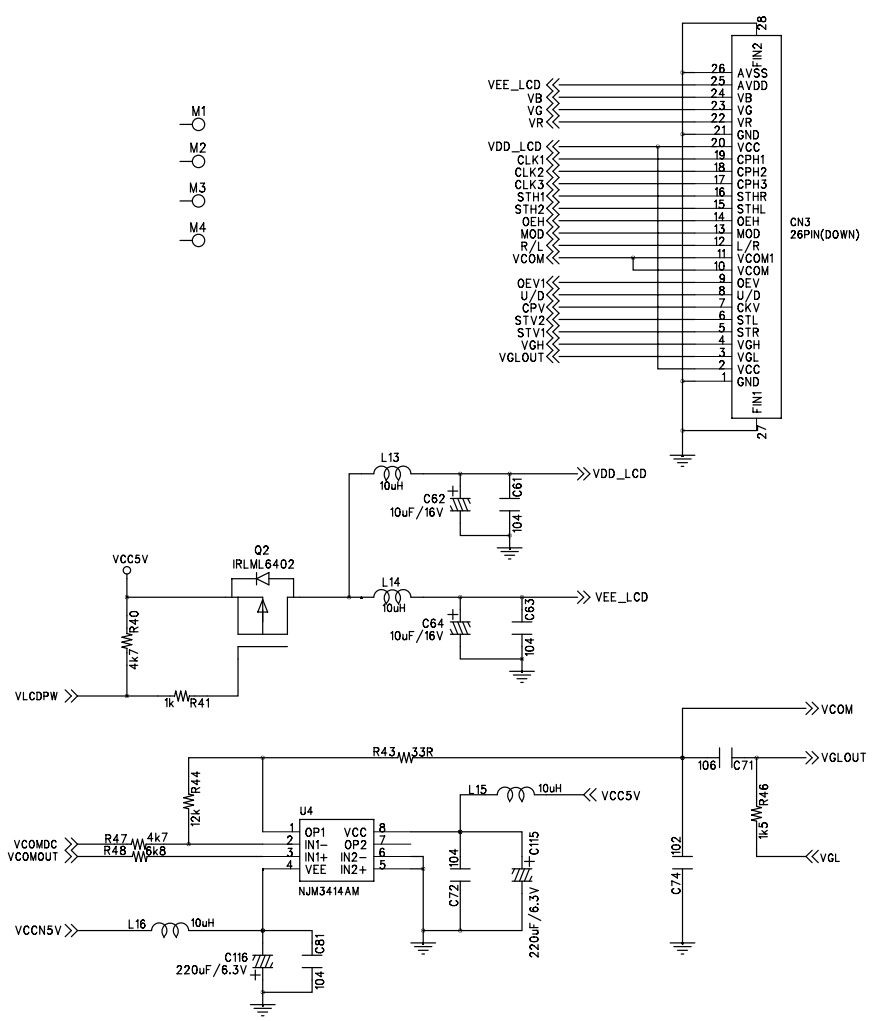 28
FIN2
26 AVSS
VEE_LCD 25 AVDD
VB 24 VB
VG 23 VG
VR 22 VR
21 GND
VDD_LCD 20 VCC
CLK1 19 CPH1
CLK2 18 CPH2
CLK3 17 CPH3
STH1 16 STHR
STH2 15 STHL
OEH 14 OEH
MOD 13 MOD
R/L 12 L/R
VCOM 11 VCOM1
10 VCOM
OEV1 9 OEV
U/D 8 U/D
CPV 7 CKV
STV2 6 STL
STV1 5 STR
VGH 4 VGH
VGLOUT 3 VGL
2 VCC
1 GND
FIN1
27
CN3
26PIN(DOWN)
M1
M2
M3
M4
L13
10uH
VDD_LCD
C62
10uF/16V
C61
104
Q2
IRLML6402
VCC5V
L14
10uH
VEE_LCD
C64
10uF/16V
C63
104
R40
4k7
VLCDPW
1k R41
VCOM
R43 33R
106 C71
VGLOUT
R44
12k
L15 10uH
VCC5V
R46
1k5
U4
1 OP1 VCC 8
2 IN1- OP2 7
3 IN1+ IN2- 6
4 VEE IN2+ 5
NJM3414AM
VCOMDC R47 4k7
VCOMOUT R48 6k8
104
C72
C115
220uF/6.3V
102
C74
VGL
VCCN5V
L16 10uH
C116
220uF/6.3V
C81
104